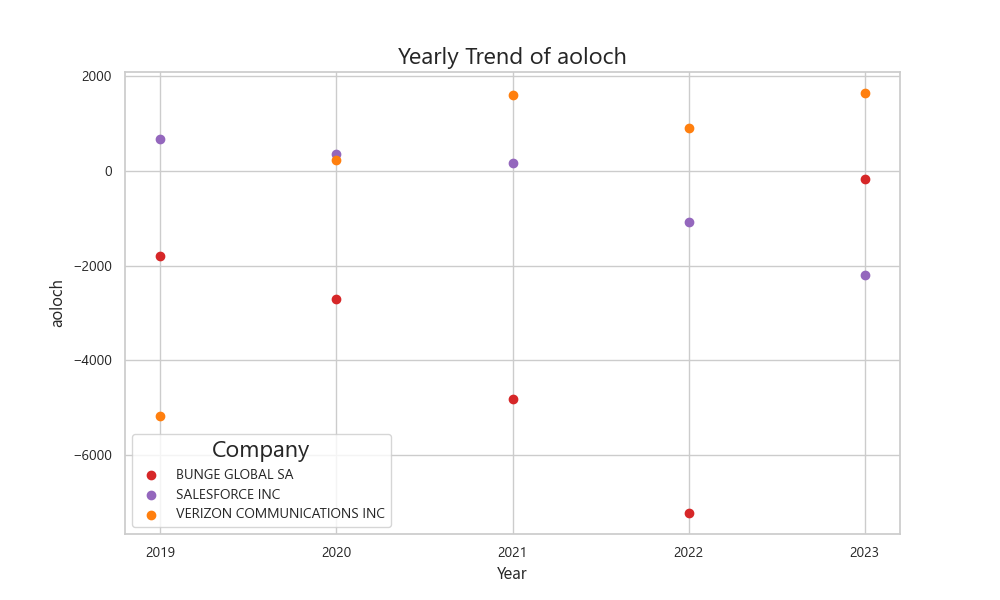 Yearly Trend of aoloch
2000
0
−2000
−4000
−6000
aoloch
Company
BUNGE GLOBAL SA
SALESFORCE INC
VERIZON COMMUNICATIONS INC
2019
2020
2021
2022
2023
Year